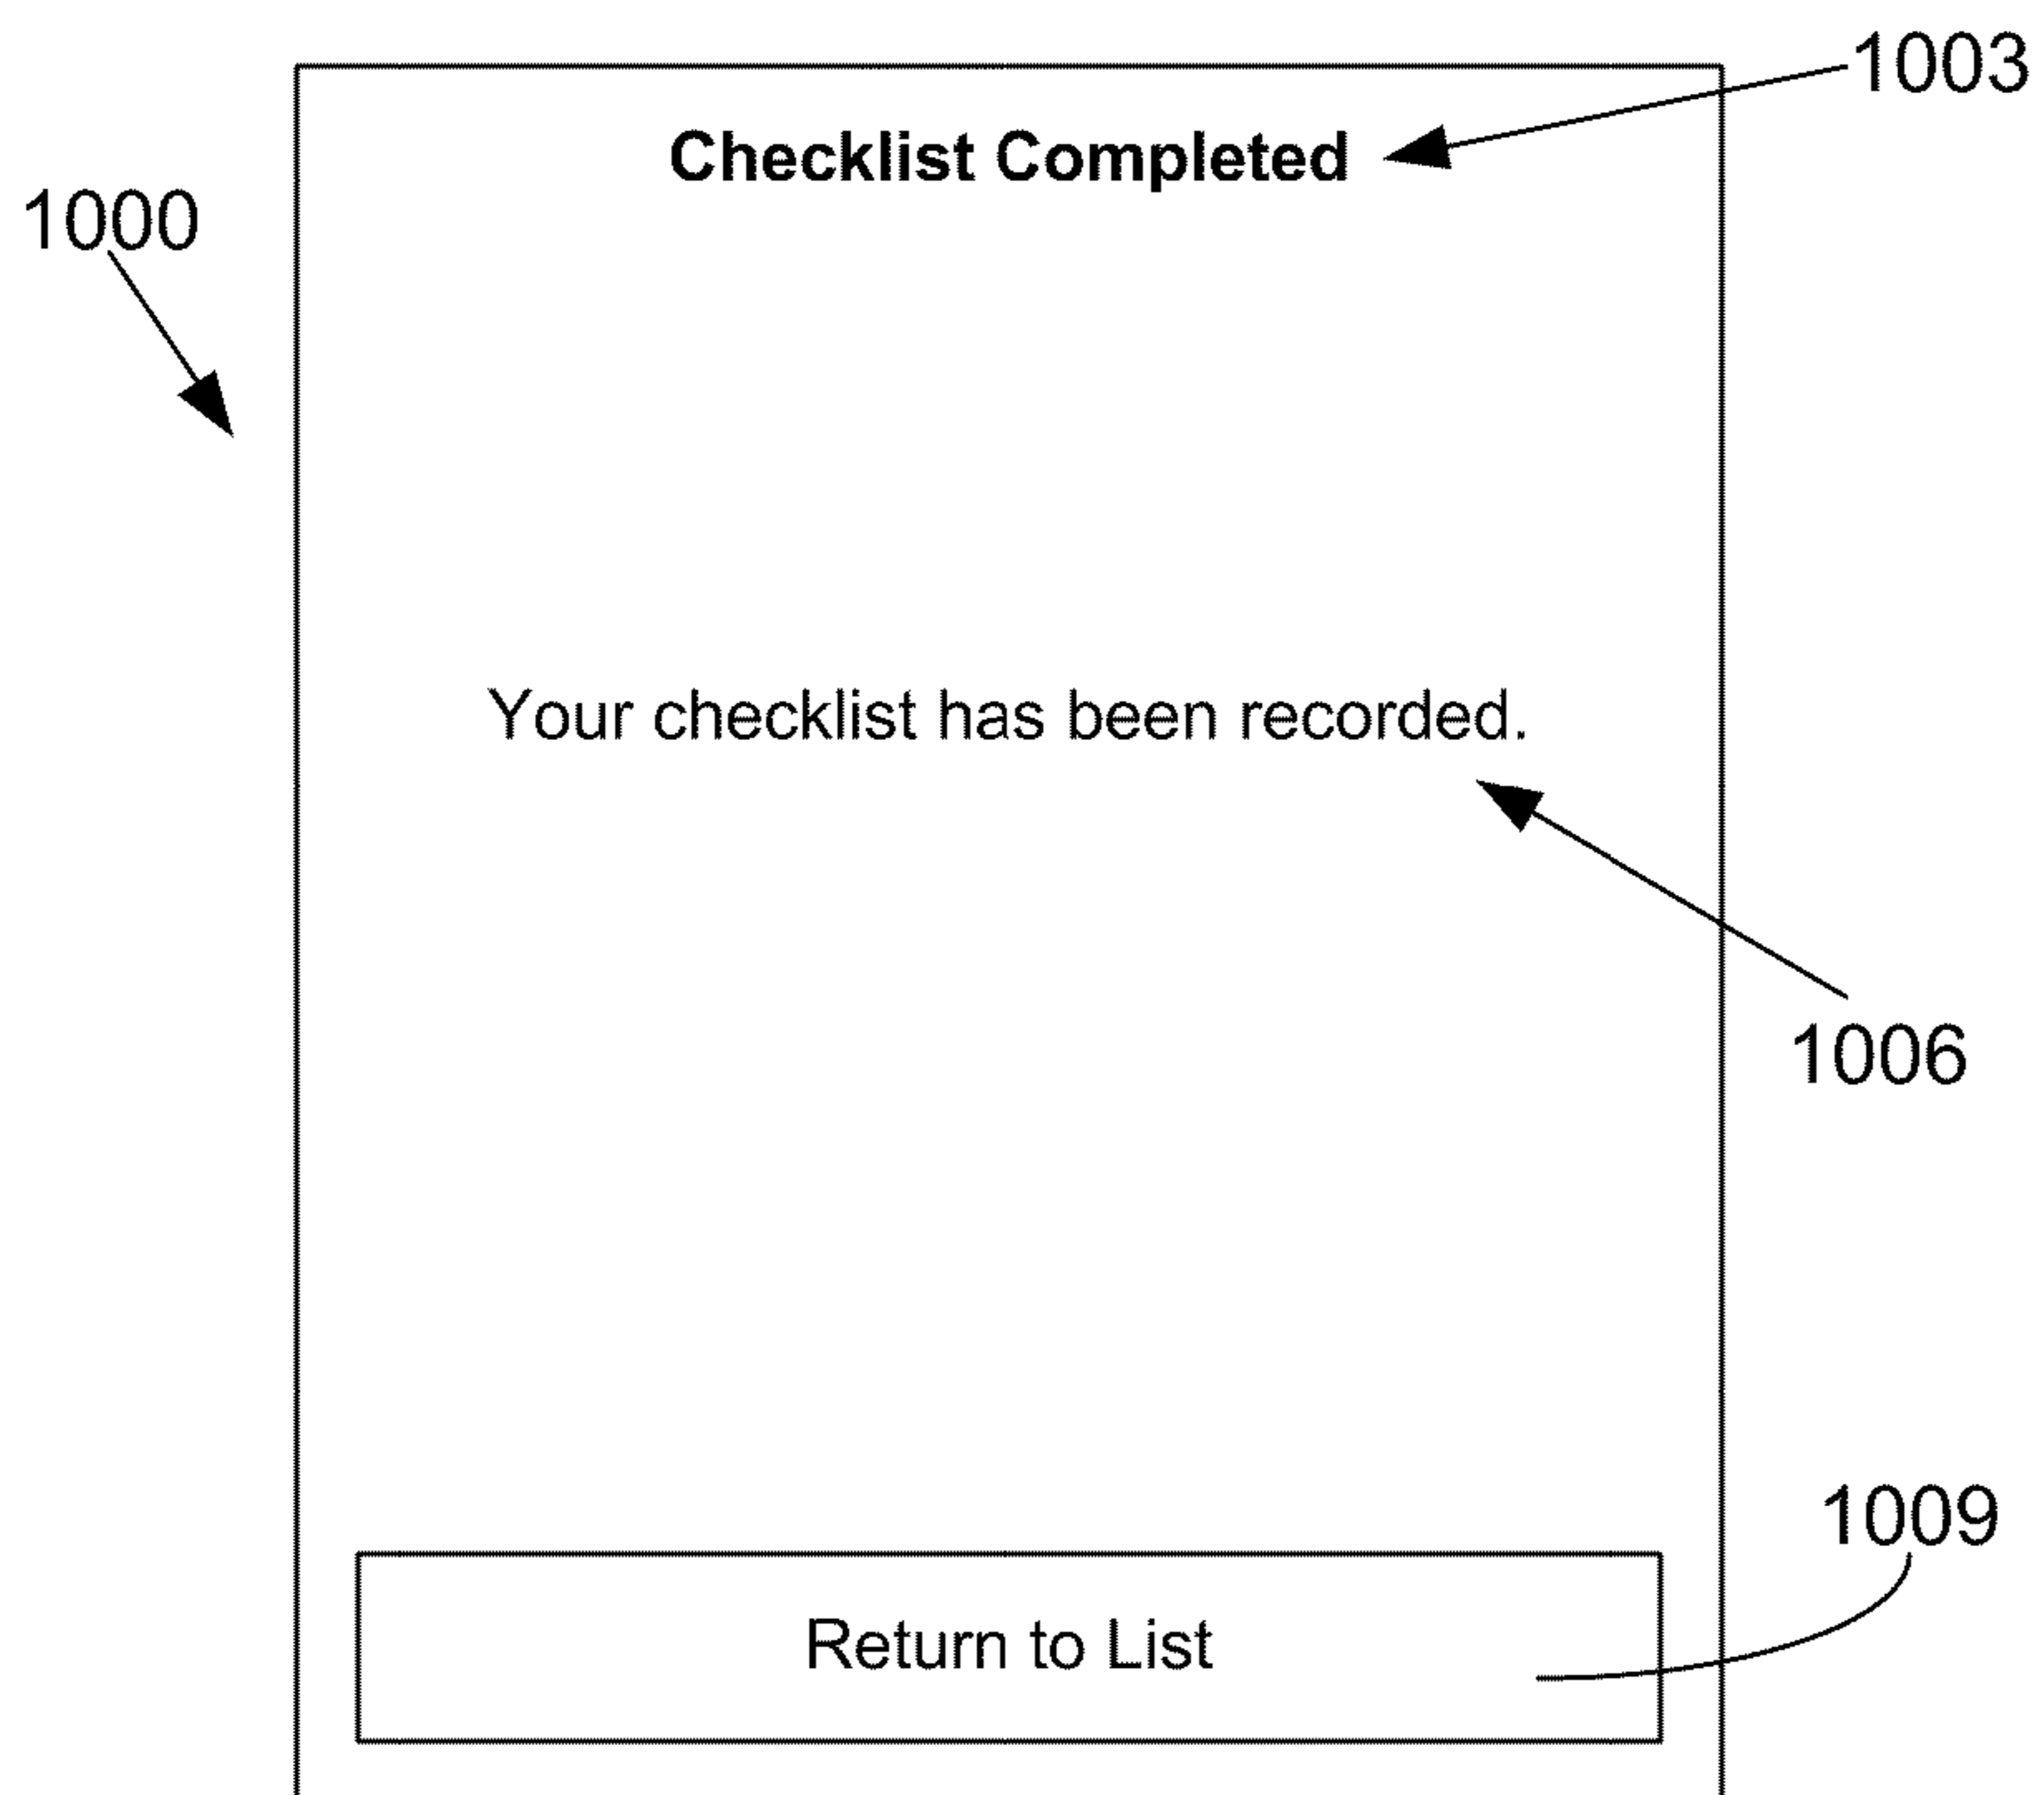 1003
Checklist Completed
1000
Your checklist has been recorded.
1006
1009
Return to List